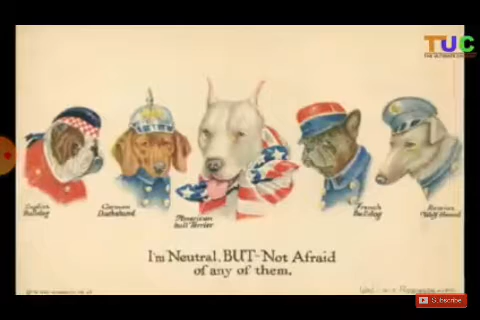 TUC
English
Bulldog
German
Dachshund
American
Bull Terrier
French
Bulldog
Russian
Wolf Hound
I'm Neutral, BUT-Not Afraid
of any of them.
Subscribe